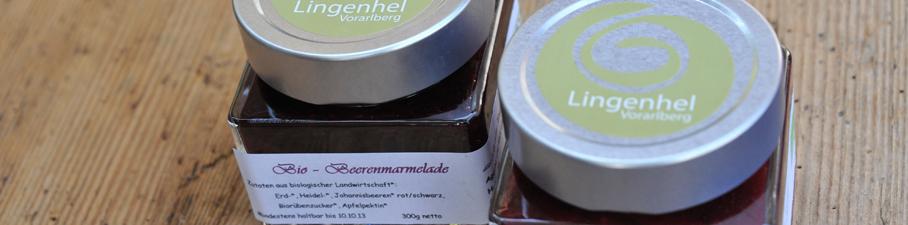 Lingenhel
Vorarlberg
Lingenhel
Vorarlberg
Bio - Beerenmarmelade
Zutaten aus biologischer Landwirtschaft*:
Erd-*, Heidel-*, Johannisbeeren* rot/schwarz,
Biorübenzucker*, Apfelpektin*
Mindestens haltbar bis 10.10.13 300g netto